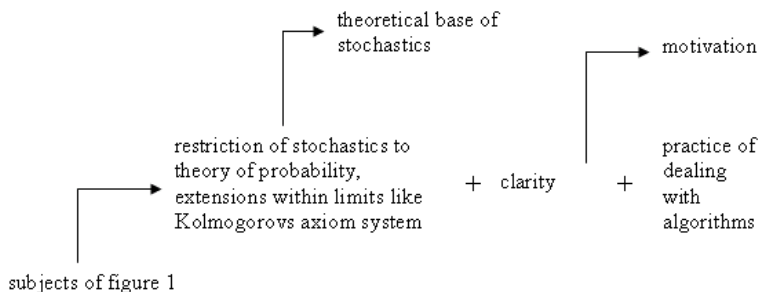 theoretical base of
stochastics
motivation
restriction of stochastics to
theory of probability,
extensions within limits like
Kolmogorovs axiom system
+ clarity +
practice of
dealing
with
algorithms
subjects of figure 1